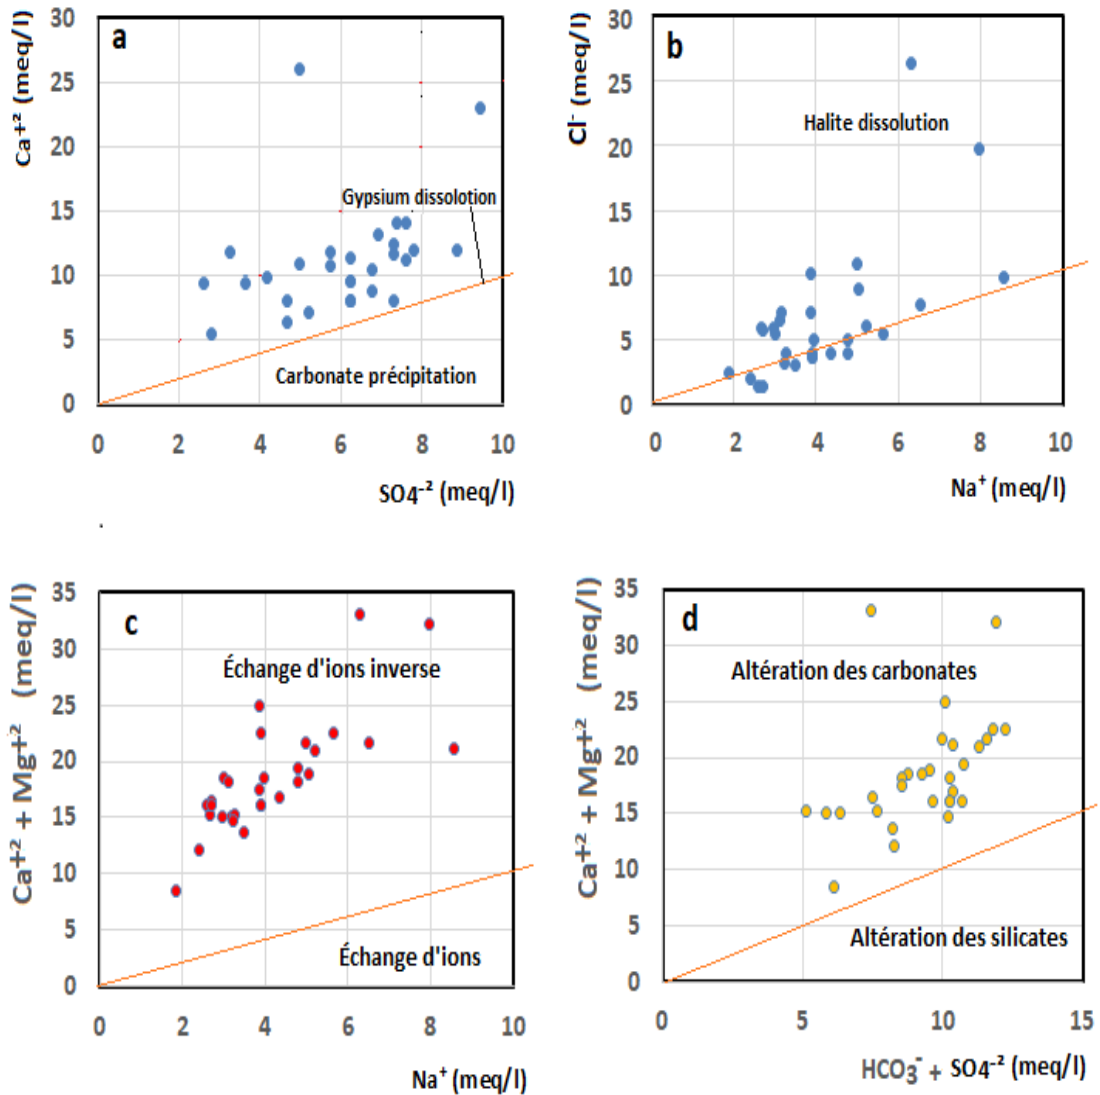 a
Ca⁺² (meq/l)
30
25
20
15
10
5
0
Gypsium dissolotion
Carbonate précipitation
0 2 4 6 8 10
SO4⁻² (meq/l)
b
Cl⁻ (meq/l)
30
25
20
15
10
5
0
Halite dissolution
0 2 4 6 8 10
Na⁺ (meq/l)
c
Ca⁺² + Mg⁺² (meq/l)
35
30
25
20
15
10
5
0
Échange d'ions inverse
Échange d'ions
0 2 4 6 8 10
Na⁺ (meq/l)
d
Ca⁺² + Mg⁺² (meq/l)
35
30
25
20
15
10
5
0
Altération des carbonates
Altération des silicates
0 5 10 15
HCO₃⁻ + SO4⁻² (meq/l)